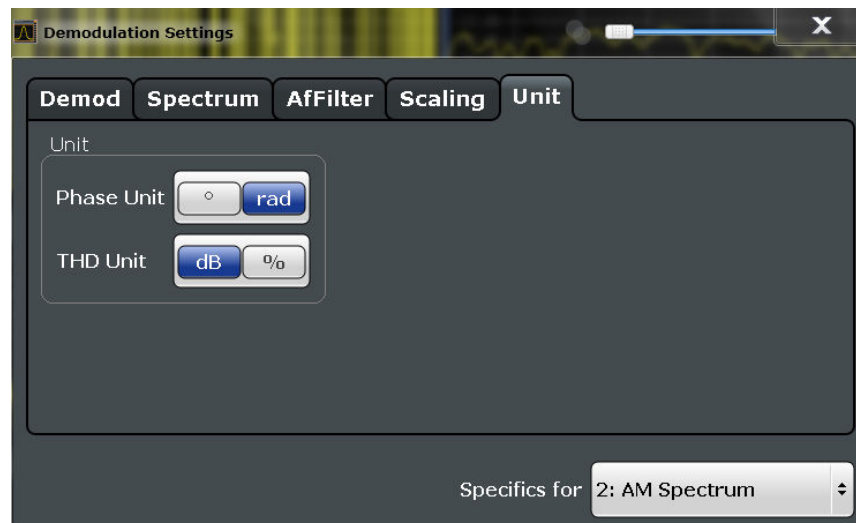 Demodulation Settings X
Demod Spectrum AfFilter Scaling Unit
Unit
Phase Unit ° rad
THD Unit dB %
Specifics for 2: AM Spectrum